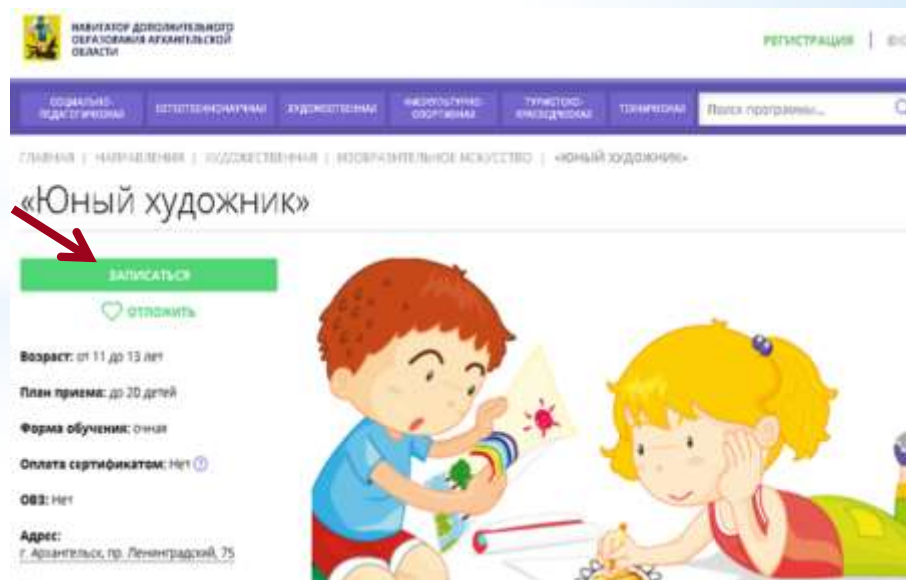 НАВИГАТОР ДОПОЛНИТЕЛЬНОГО
ОБРАЗОВАНИЯ АРХАНГЕЛЬСКОЙ
ОБЛАСТИ
РЕГИСТРАЦИЯ |
СОЦИАЛЬНО-ПЕДАГОГИЧЕСКАЯ ЕСТЕСТВЕННОНАУЧНАЯ ХУДОЖЕСТВЕННАЯ ФИЗКУЛЬТУРНО-СПОРТИВНАЯ ТУРИСТСКО-КРАЕВЕДЧЕСКАЯ ТЕХНИЧЕСКАЯ Поиск программы...
ГЛАВНАЯ | НАПРАВЛЕНИЯ | ХУДОЖЕСТВЕННАЯ | ИЗОБРАЗИТЕЛЬНОЕ ИСКУССТВО | «ЮНЫЙ ХУДОЖНИК»
«Юный художник»
ЗАПИСАТЬСЯ
ОТЛОЖИТЬ
Возраст: от 11 до 13 лет
План приема: до 20 детей
Форма обучения: очная
Оплата сертификатом: Нет ?
ОВЗ: Нет
Адрес:
г. Архангельск, пр. Ленинградский, 75